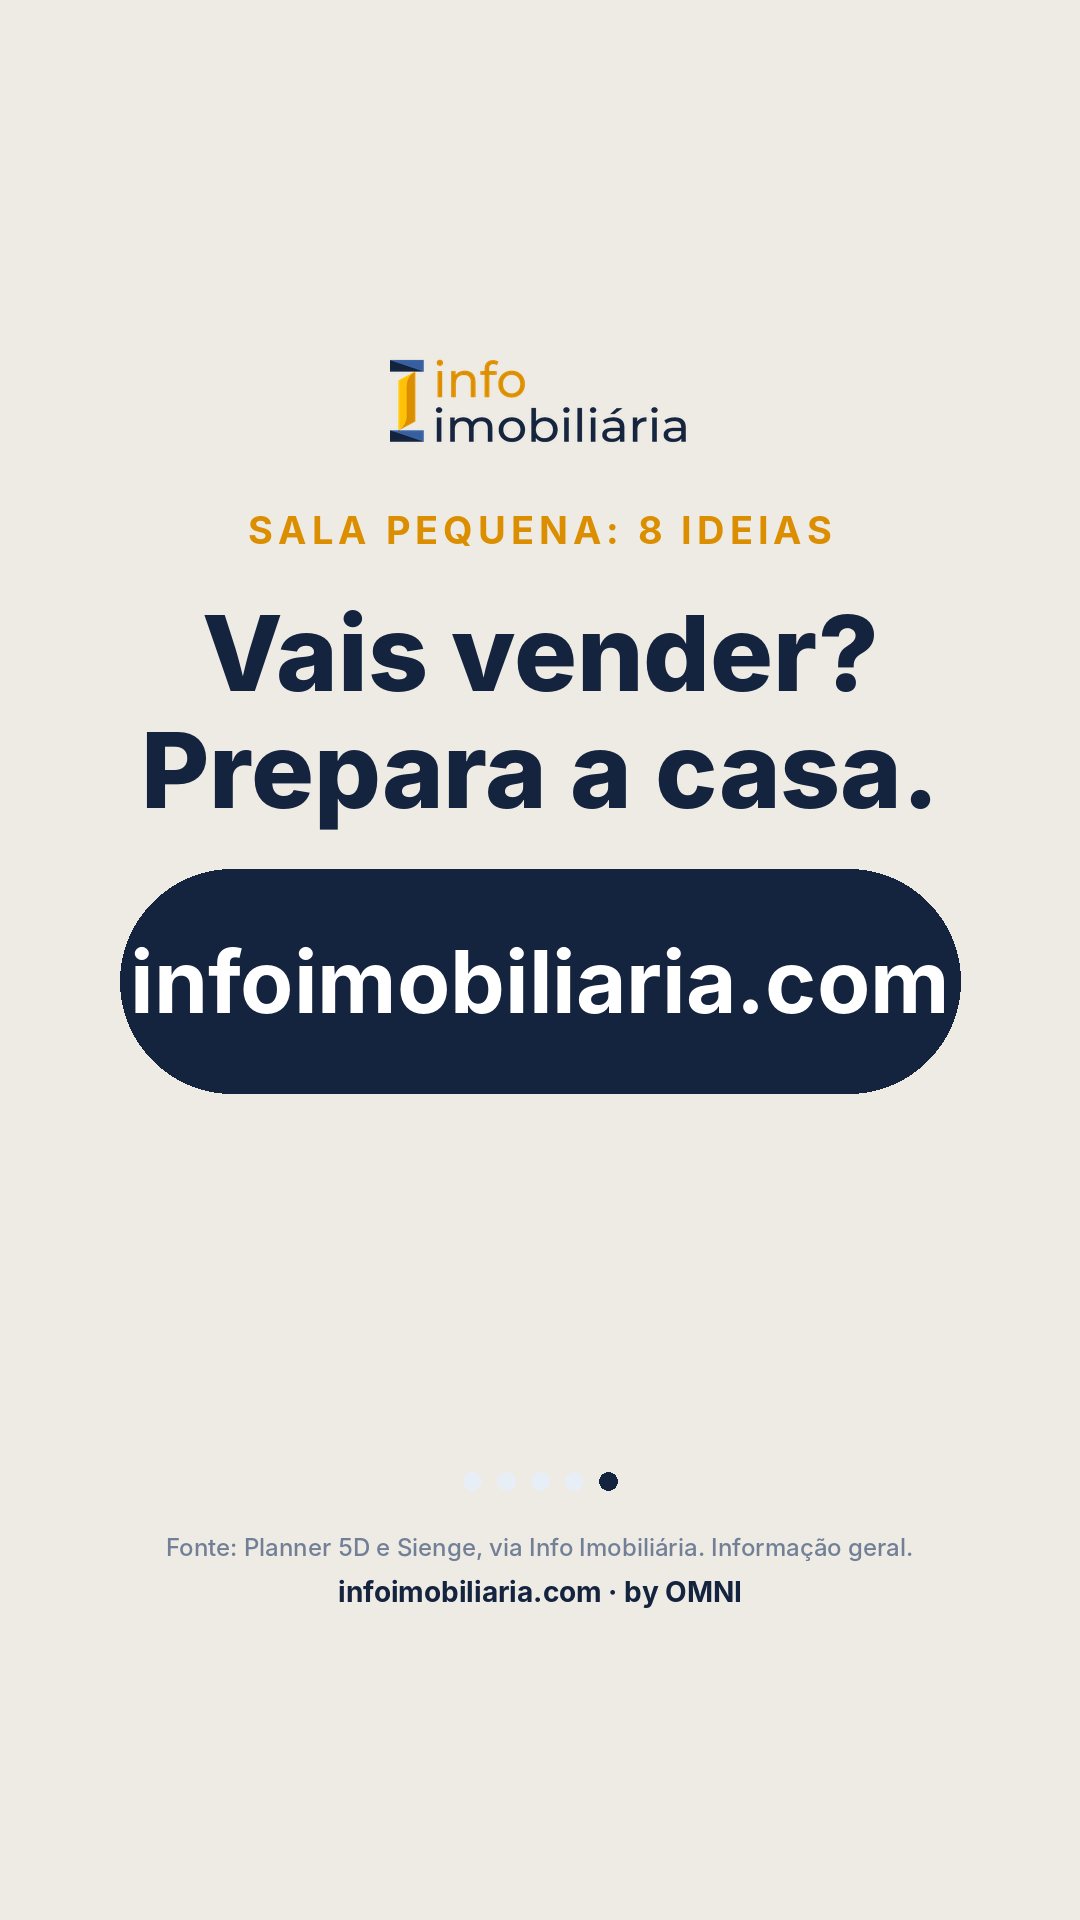 info
imobiliária
SALA PEQUENA: 8 IDEIAS
Vais vender?
Prepara a casa.
infoimobiliaria.com
Fonte: Planner 5D e Sienge, via Info Imobiliária. Informação geral.
infoimobiliaria.com · by OMNI